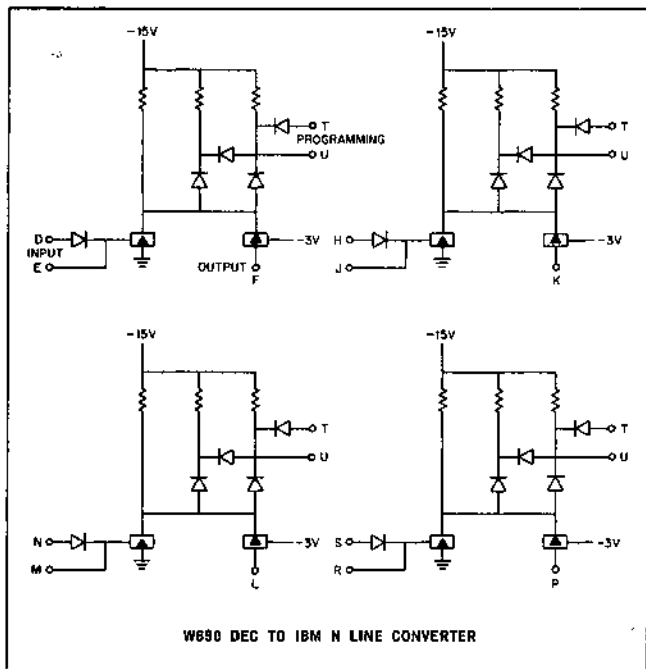 -15V
-15V
T
T
PROGRAMMING
U
U
D
-3V
H
-3V
INPUT
E
OUTPUT
F
J
K
-15V
-15V
T
T
U
U
N
-3V
S
-3V
M
L
R
P
W690 DEC TO IBM N LINE CONVERTER